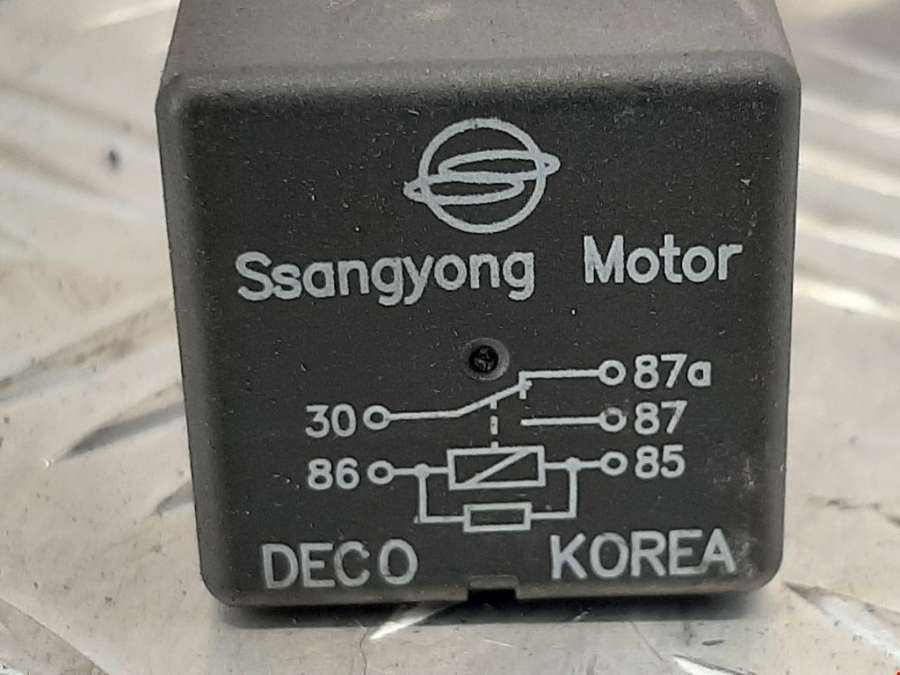 Ssangyong Motor
87a
30 87
86 85
DECO KOREA